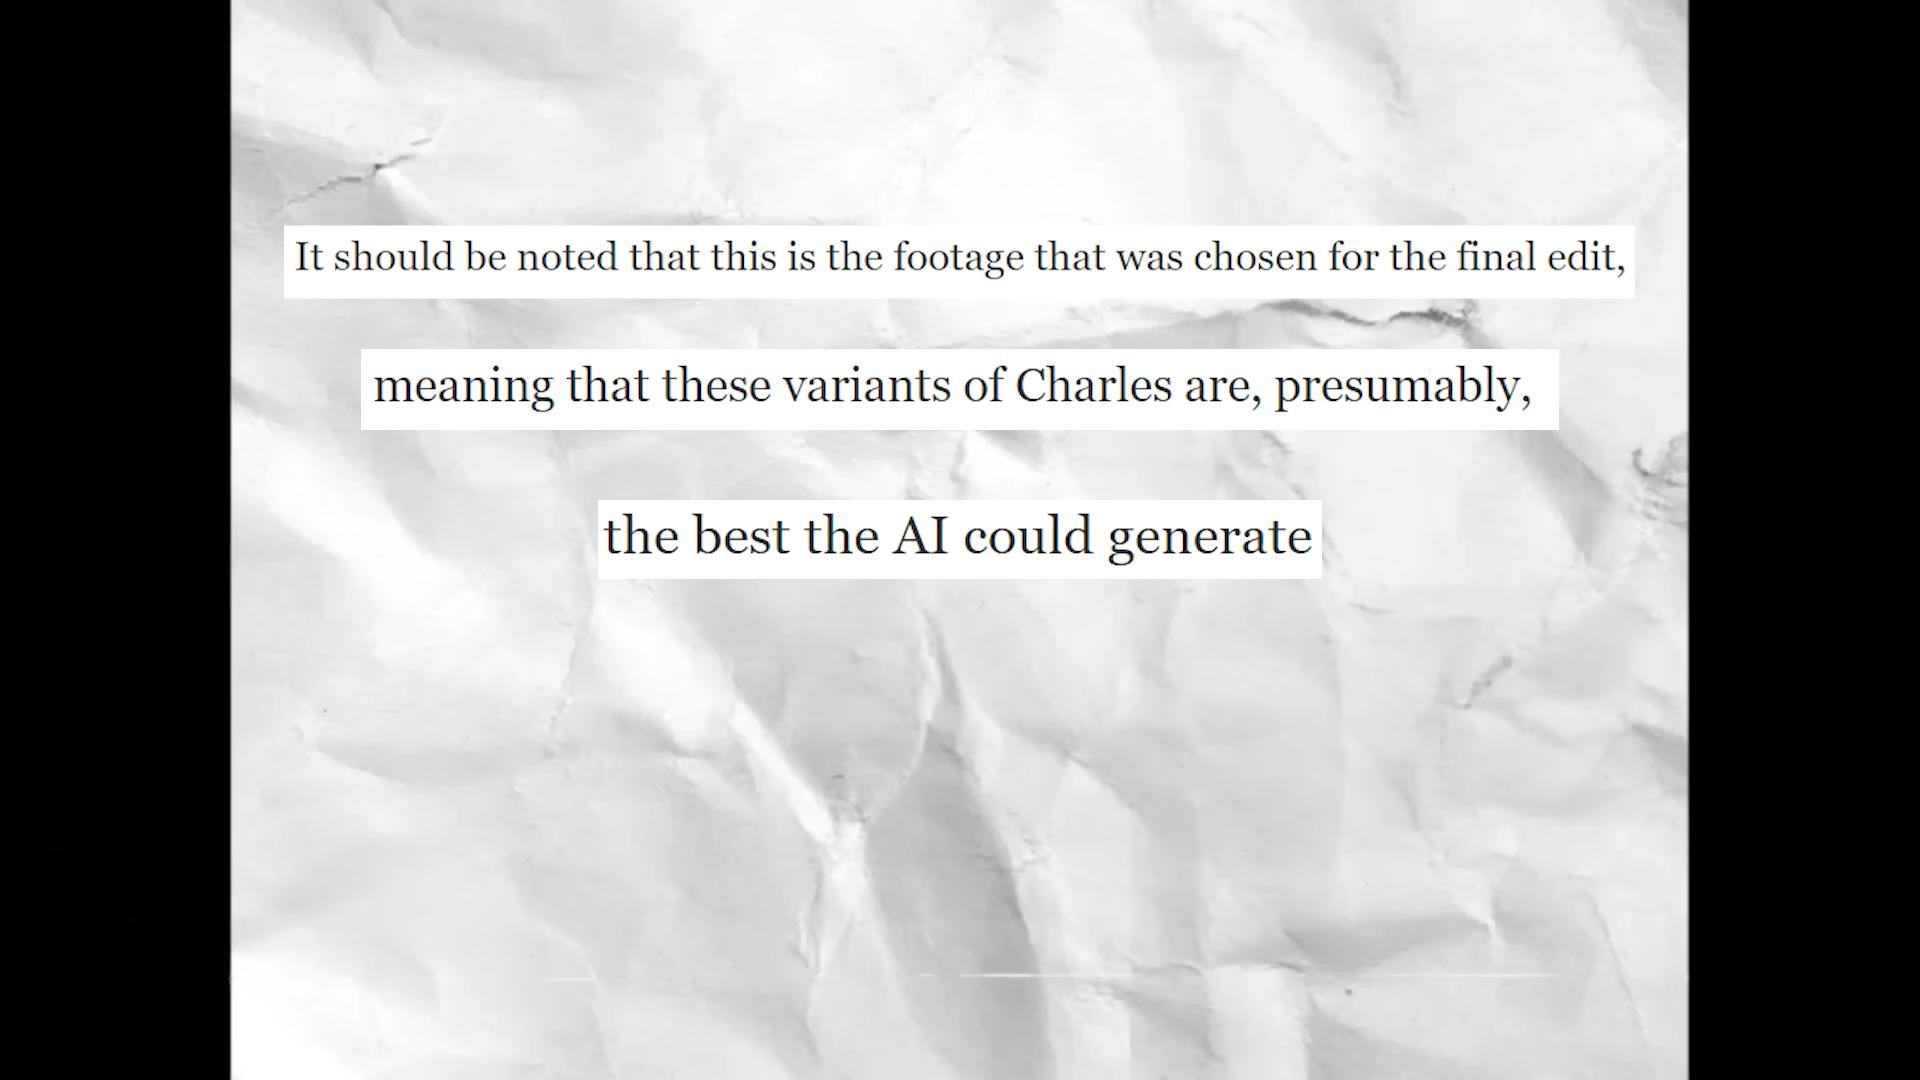 It should be noted that this is the footage that was chosen for the final edit,
meaning that these variants of Charles are, presumably,
the best the AI could generate